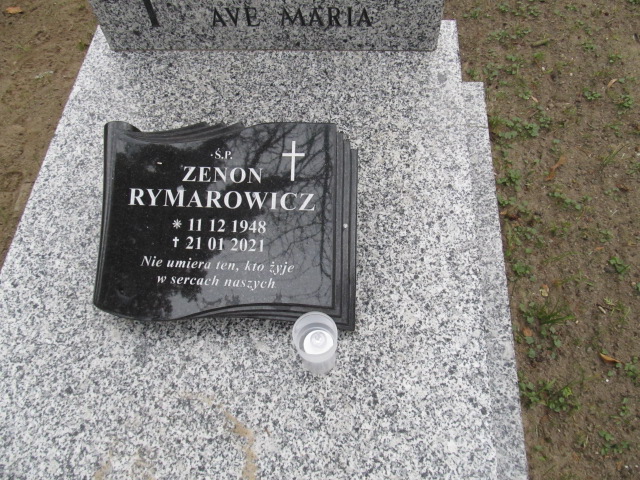 AVE MARIA
Ś.P.
ZENON
RYMAROWICZ
* 11 12 1948
✝ 21 01 2021
Nie umiera ten, kto żyje
w sercach naszych